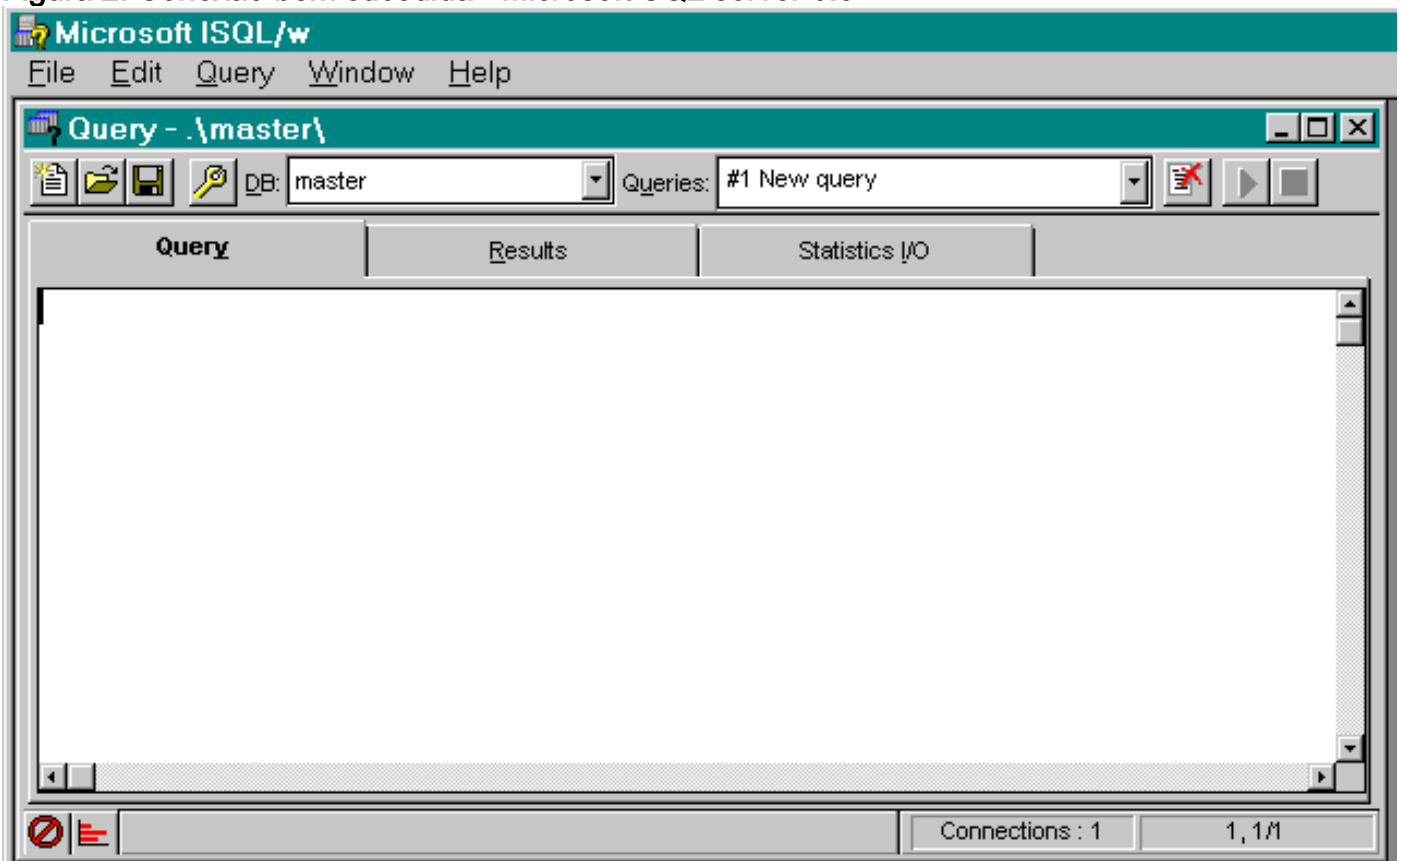 Microsoft ISQL/w
File Edit Query Window Help
Query - .\master\
DB: master Queries: #1 New query
Query Results Statistics I/O
Connections : 1 1, 1/1